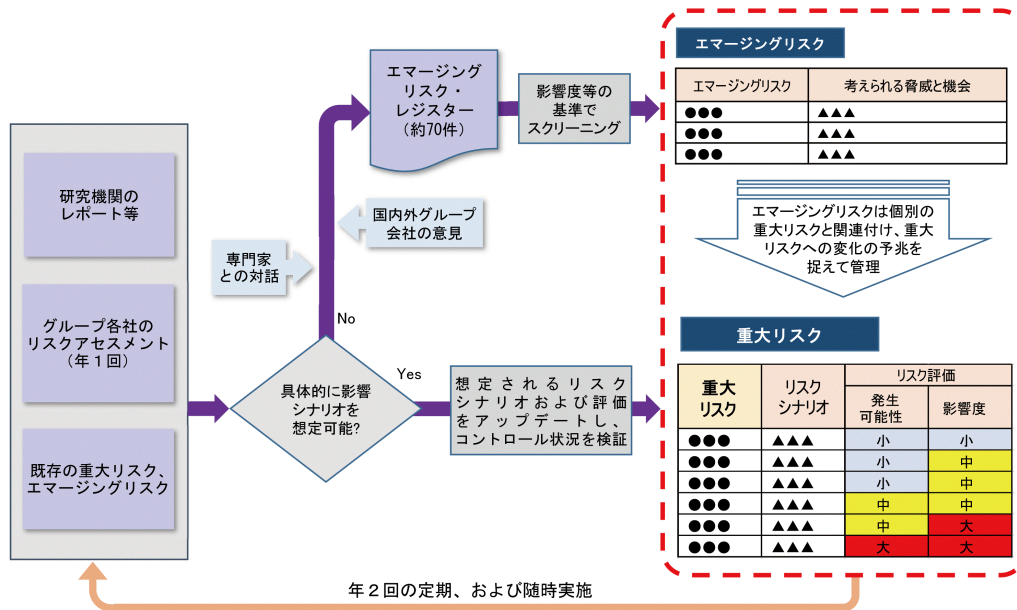 研究機関の
レポート等
グループ各社の
リスクアセスメント
（年１回）
既存の重大リスク、
エマージングリスク
具体的に影響
シナリオを
想定可能?
No
Yes
専門家
との対話
国内外グループ
会社の意見
エマージング
リスク・
レジスター
（約70件）
影響度等の
基準で
スクリーニング
想定されるリスク
シナリオおよび評価
をアップデートし、
コントロール状況を検証
エマージングリスク
エマージングリスク 考えられる脅威と機会
●●● ▲▲▲
●●● ▲▲▲
●●● ▲▲▲
エマージングリスクは個別の
重大リスクと関連付け、重大
リスクへの変化の予兆を
捉えて管理
重大リスク
重大
リスク
リスク
シナリオ
リスク評価
発生
可能性
影響度
●●● ▲▲▲ 小 小
●●● ▲▲▲ 小 中
●●● ▲▲▲ 小 中
●●● ▲▲▲ 中 中
●●● ▲▲▲ 中 大
●●● ▲▲▲ 大 大
年２回の定期、および随時実施